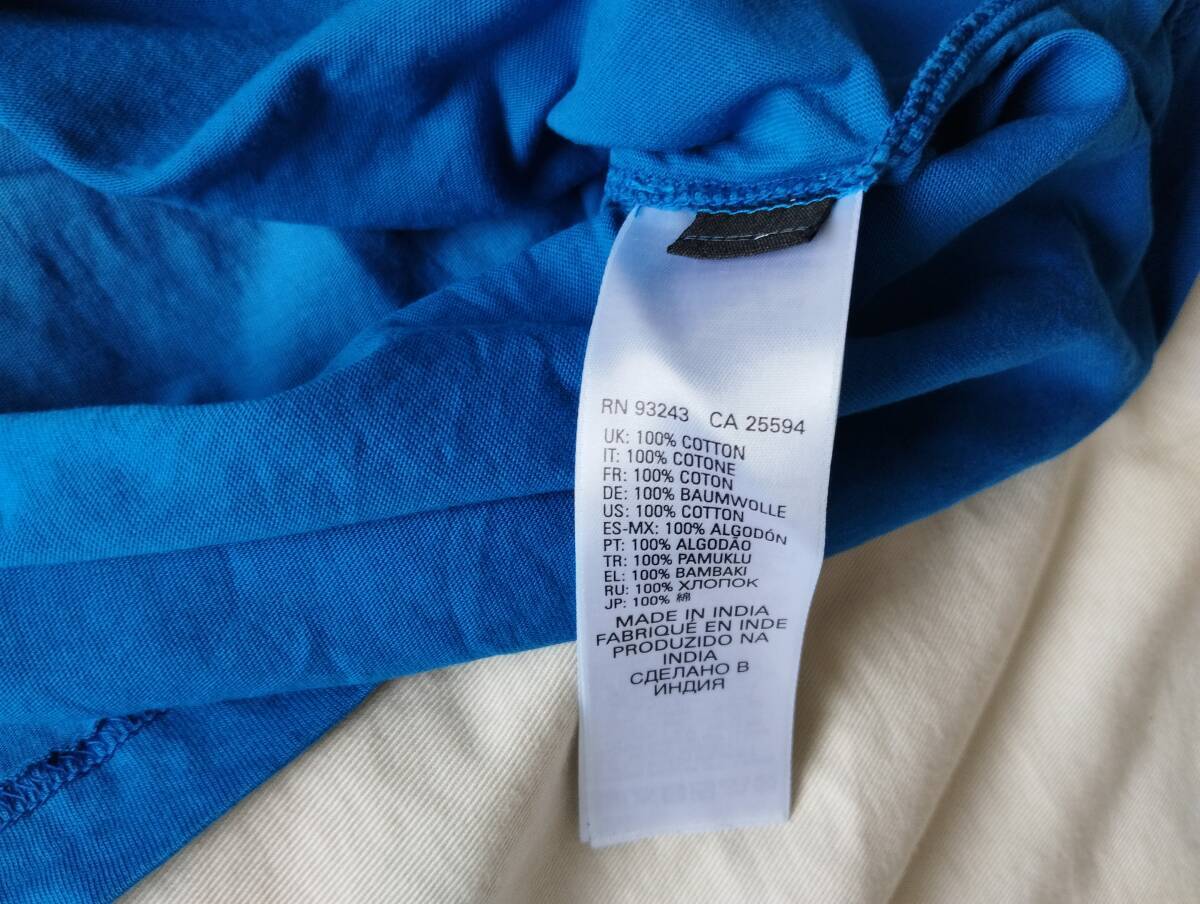 RN 93243 CA 25594
UK: 100% COTTON
IT: 100% COTONE
FR: 100% COTON
DE: 100% BAUMWOLLE
US: 100% COTTON
ES-MX: 100% ALGODÓN
PT: 100% ALGODÃO
TR: 100% PAMUKLU
EL: 100% BAMBAKI
RU: 100% ХЛОПОК
JP: 100% 綿
MADE IN INDIA
FABRIQUÉ EN INDE
PRODUZIDO NA
INDIA
СДЕЛАНО В
ИНДИЯ